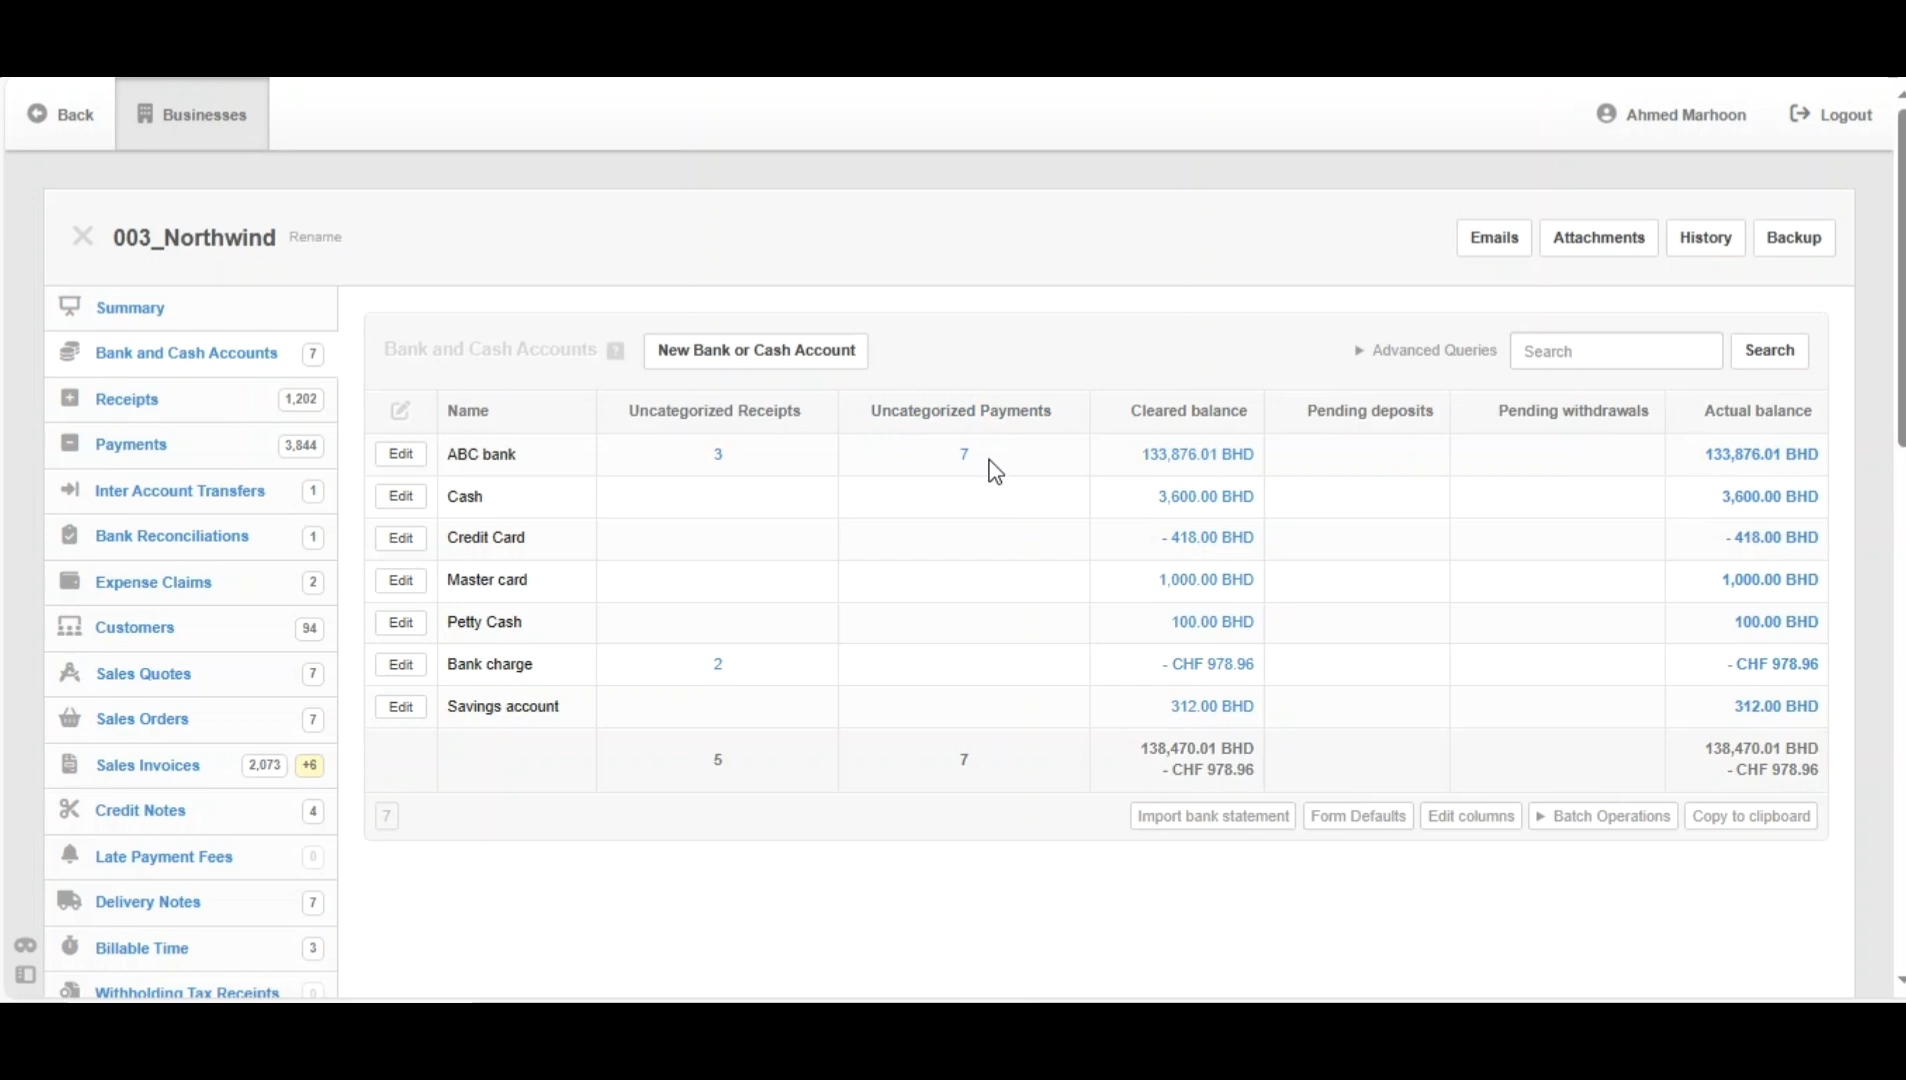 Back
Businesses
Ahmed Marhoon
Logout
003_Northwind Rename
Emails
Attachments
History
Backup
Summary
Bank and Cash Accounts 7
Receipts 1,202
Payments 3,844
Inter Account Transfers 1
Bank Reconciliations 1
Expense Claims 2
Customers 94
Sales Quotes 7
Sales Orders 7
Sales Invoices 2,073 +6
Credit Notes 4
Late Payment Fees 0
Delivery Notes 7
Billable Time 3
Withholding Tax Receipts 0
Bank and Cash Accounts ? New Bank or Cash Account
Advanced Queries Search Search
Name Uncategorized Receipts Uncategorized Payments Cleared balance Pending deposits Pending withdrawals Actual balance
Edit ABC bank 3 7 133,876.01 BHD 133,876.01 BHD
Edit Cash 3,600.00 BHD 3,600.00 BHD
Edit Credit Card - 418.00 BHD - 418.00 BHD
Edit Master card 1,000.00 BHD 1,000.00 BHD
Edit Petty Cash 100.00 BHD 100.00 BHD
Edit Bank charge 2 - CHF 978.96 - CHF 978.96
Edit Savings account 312.00 BHD 312.00 BHD
5 7 138,470.01 BHD 138,470.01 BHD
- CHF 978.96 - CHF 978.96
7 Import bank statement Form Defaults Edit columns Batch Operations Copy to clipboard